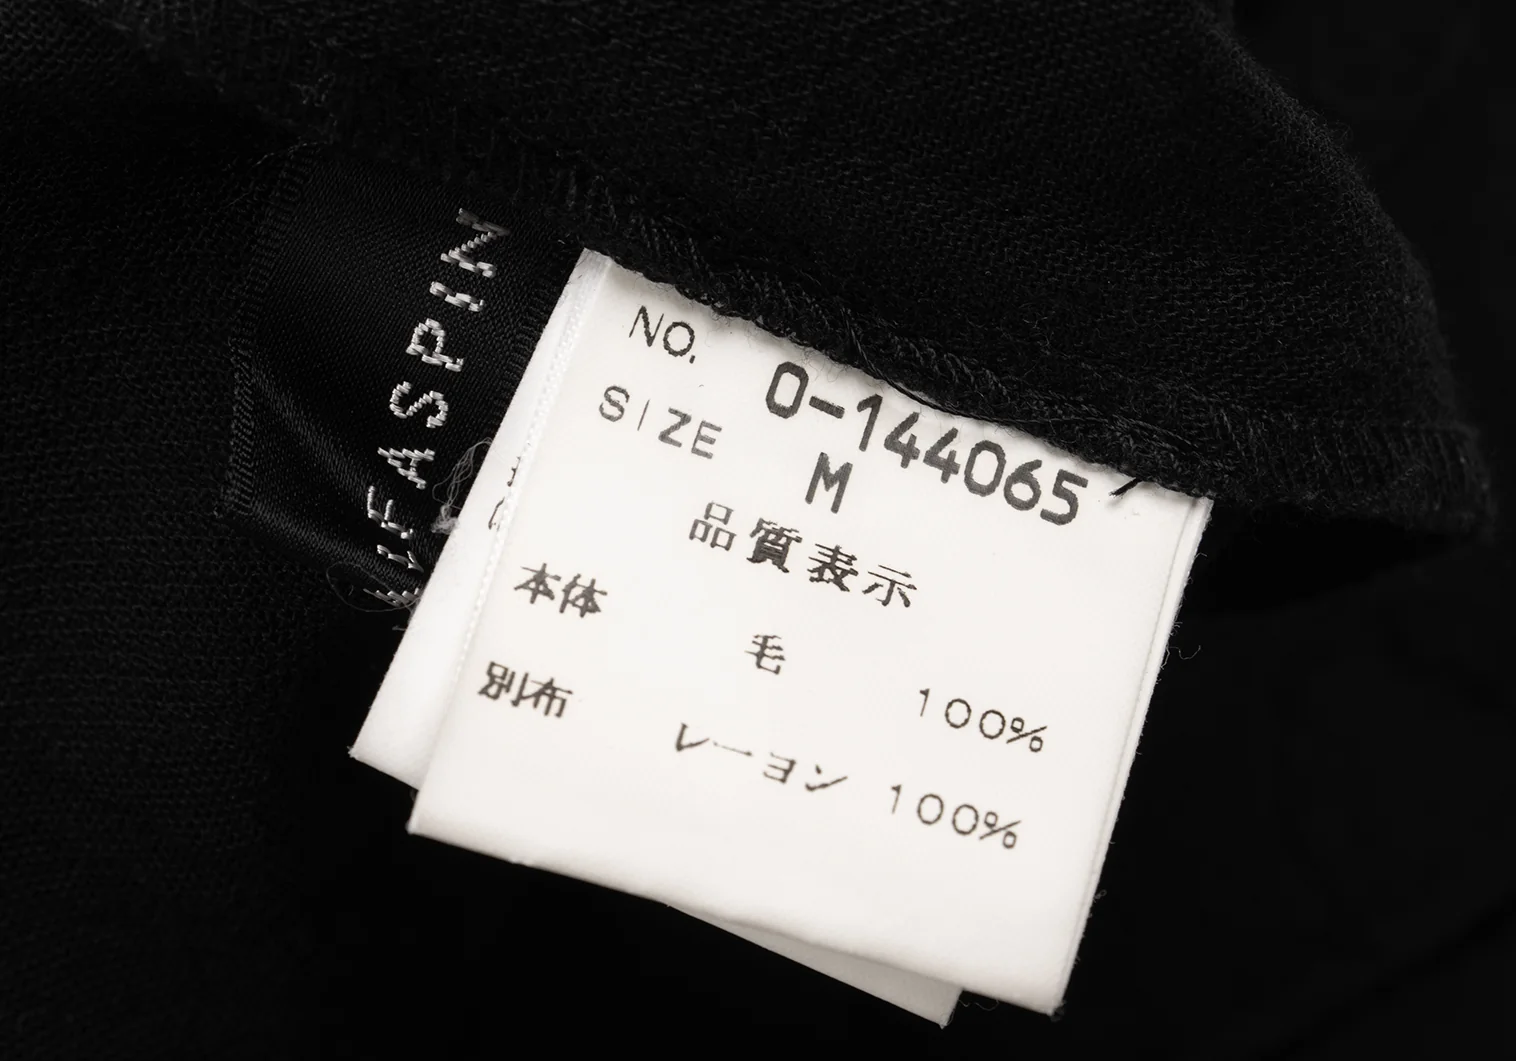 NO. 0-144065
SIZE M
品質表示
本体 毛 100%
別布 レーヨン 100%